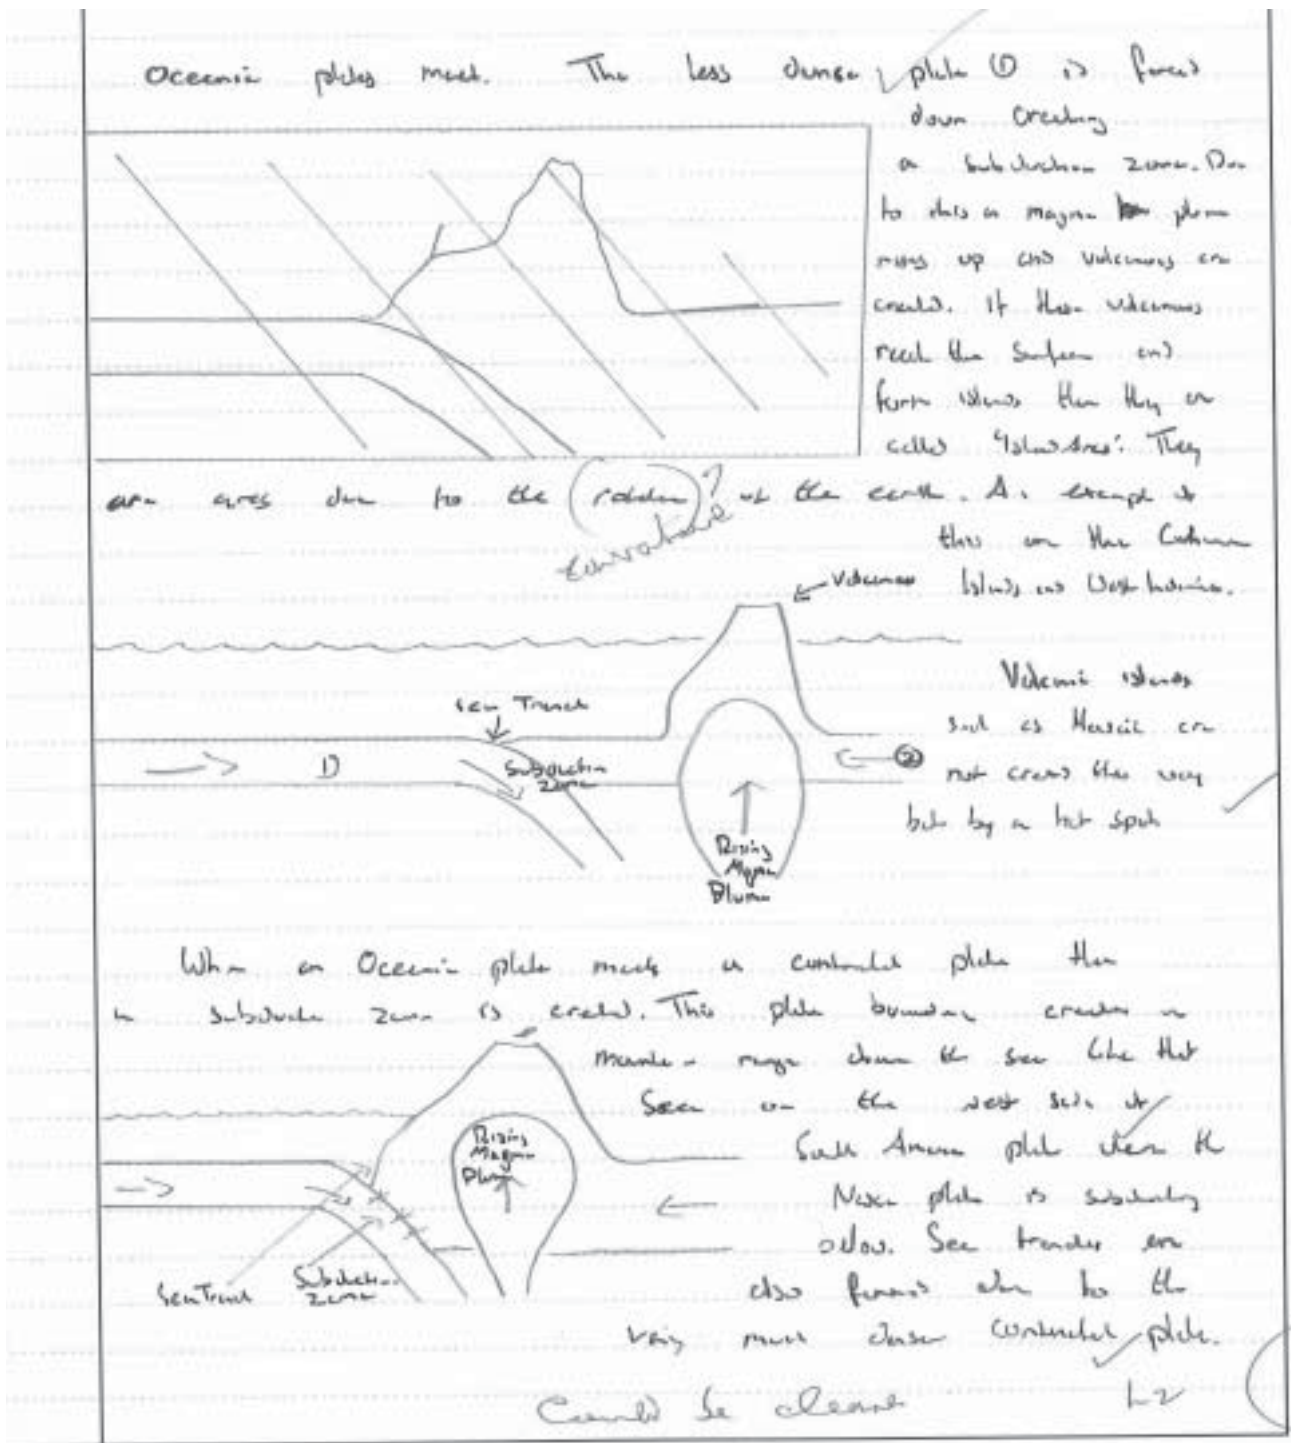 Oceanic plates meet. The less dense, plate ① is forced
down creating
a subduction zone. Due
to this a magma plume
rises up and volcanoes are
created. If these volcanoes
reach the surface and
form islands then they are
called "Island Arcs". They
are arcs due to the rotation ? of the earth. An example of
curvature
this are the
Islands and West
Volcanoes
Sea Trench
Subduction
Zone
1)
②
Rising
Magma
Plume
Volcanic islands
such as Hawaii are
not created this way
but by a hot spot
When an Oceanic plate meets a continental plate then
a subduction zone is created. This plate boundary creates a
mountain range down the side like that
seen on the west side of
South America plate where the
Nazca plate is subducting
below. Sea trenches are
also formed due to the
very much denser continental plate.
Rising
Magma
Plume
Sea Trench
Subduction
Zone
Could be clearer
L2